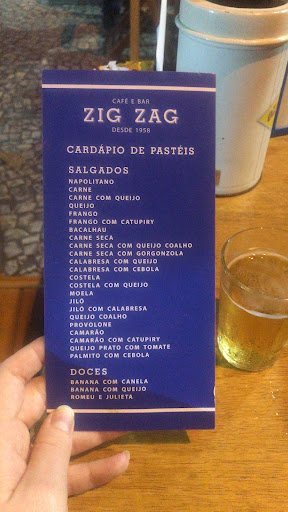 CAFÉ E BAR
ZIG ZAG
DESDE 1958
CARDÁPIO DE PASTÉIS
SALGADOS
NAPOLITANO
CARNE
CARNE COM QUEIJO
QUEIJO
FRANGO
FRANGO COM CATUPIRY
BACALHAU
CARNE SECA
CARNE SECA COM QUEIJO COALHO
CARNE SECA COM GORGONZOLA
CALABRESA COM QUEIJO
CALABRESA COM CEBOLA
COSTELA
COSTELA COM QUEIJO
MOELA
JILÓ
JILÓ COM CALABRESA
QUEIJO COALHO
PROVOLONE
CAMARÃO
CAMARÃO COM CATUPIRY
QUEIJO PRATO COM TOMATE
PALMITO COM CEBOLA
DOCES
BANANA COM CANELA
BANANA COM QUEIJO
ROMEU E JULIETA